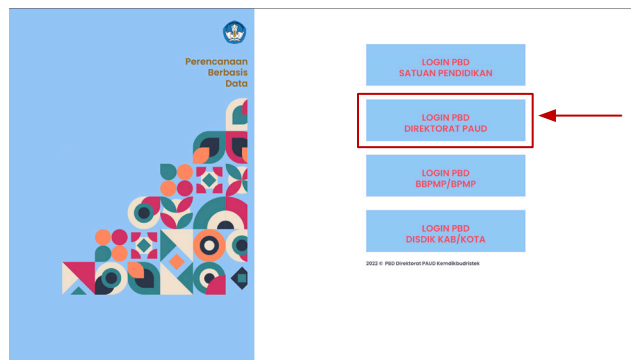 Perencanaan
Berbasis
Data
LOGIN PBD
SATUAN PENDIDIKAN
LOGIN PBD
DIREKTORAT PAUD
LOGIN PBD
BBPMP/BPMP
LOGIN PBD
DISDIK KAB/KOTA
2022 © PBD Direktorat PAUD Kemdikbudristek